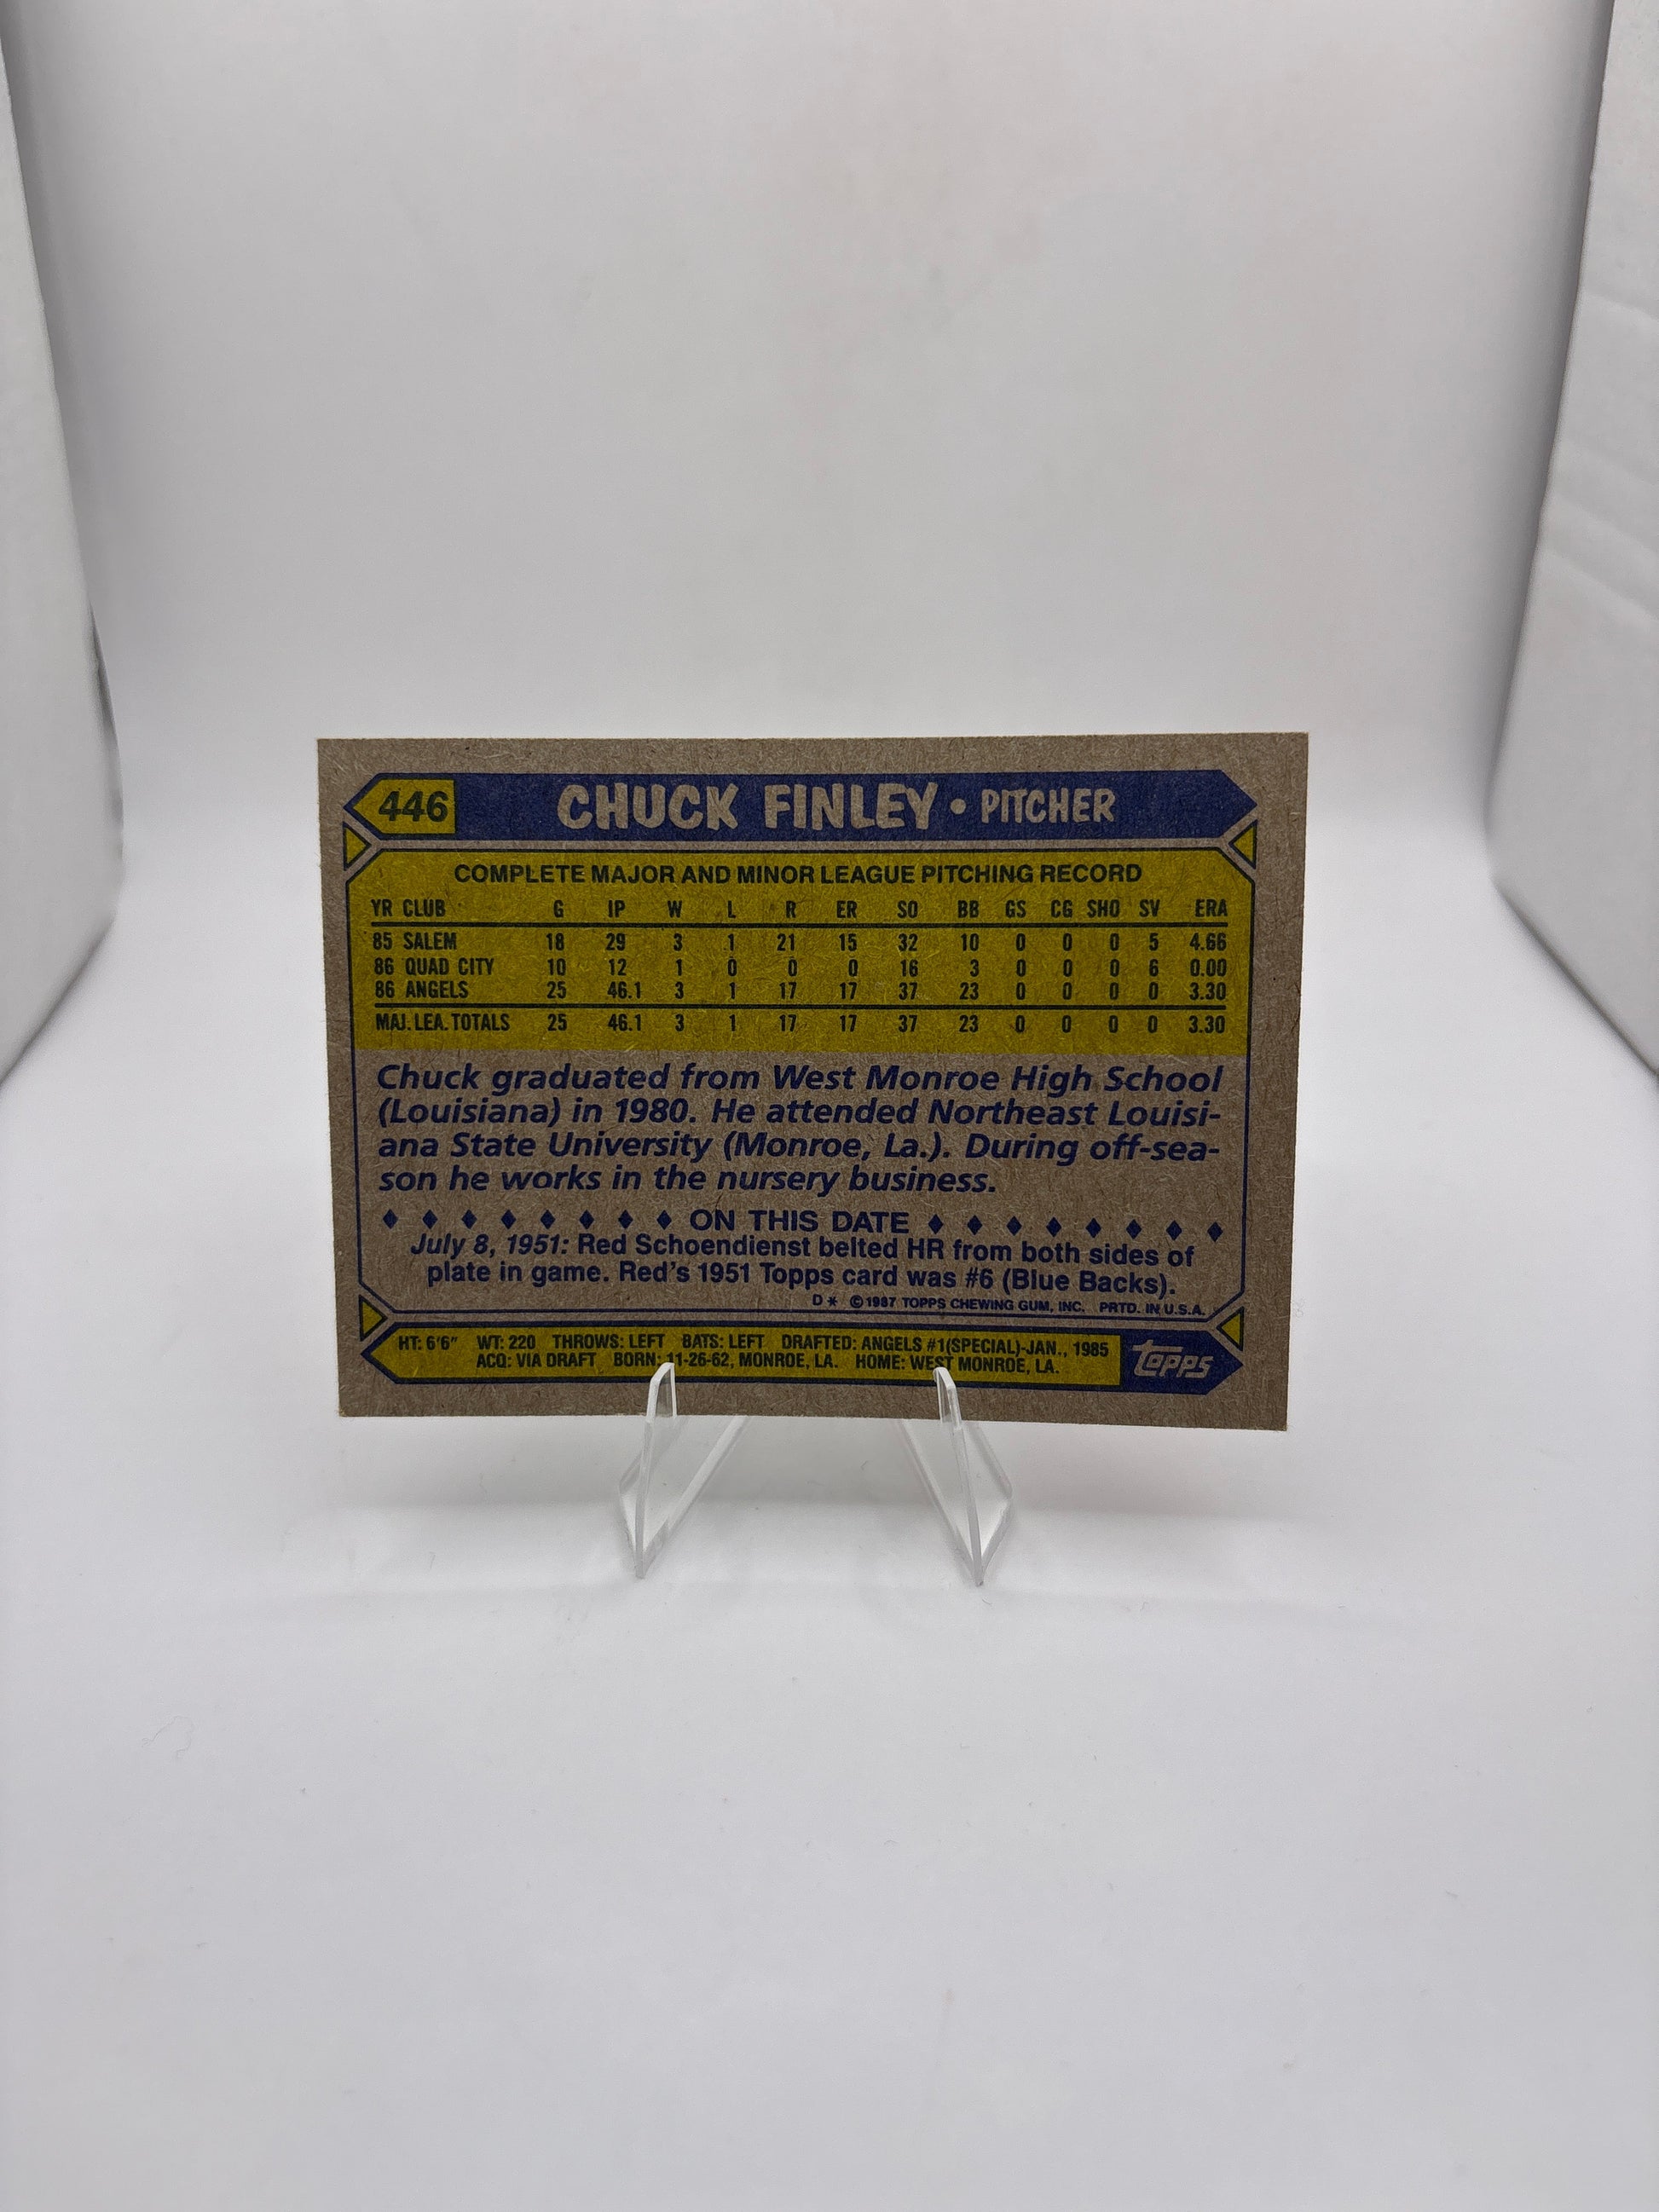 446 CHUCK FINLEY • PITCHER
COMPLETE MAJOR AND MINOR LEAGUE PITCHING RECORD
YR CLUB G IP W L R ER SO BB GS CG SHO SV ERA
85 SALEM 18 29 3 1 21 15 32 10 0 0 0 5 4.66
86 QUAD CITY 10 12 1 0 0 0 16 3 0 0 0 6 0.00
86 ANGELS 25 46.1 3 1 17 17 37 23 0 0 0 0 3.30
MAJ. LEA. TOTALS 25 46.1 3 1 17 17 37 23 0 0 0 0 3.30
Chuck graduated from West Monroe High School
(Louisiana) in 1980. He attended Northeast Louisi-
ana State University (Monroe, La.). During off-sea-
son he works in the nursery business.
♦ ♦ ♦ ♦ ♦ ♦ ♦ ♦ ON THIS DATE ♦ ♦ ♦ ♦ ♦ ♦ ♦ ♦
July 8, 1951: Red Schoendienst belted HR from both sides of
plate in game. Red's 1951 Topps card was #6 (Blue Backs).
D* © 1987 TOPPS CHEWING GUM, INC. PRTD. IN U.S.A.
HT: 6'6" WT: 220 THROWS: LEFT BATS: LEFT DRAFTED: ANGELS #1(SPECIAL)-JAN., 1985
ACQ: VIA DRAFT BORN: 11-26-62, MONROE, LA. HOME: WEST MONROE, LA.
topps